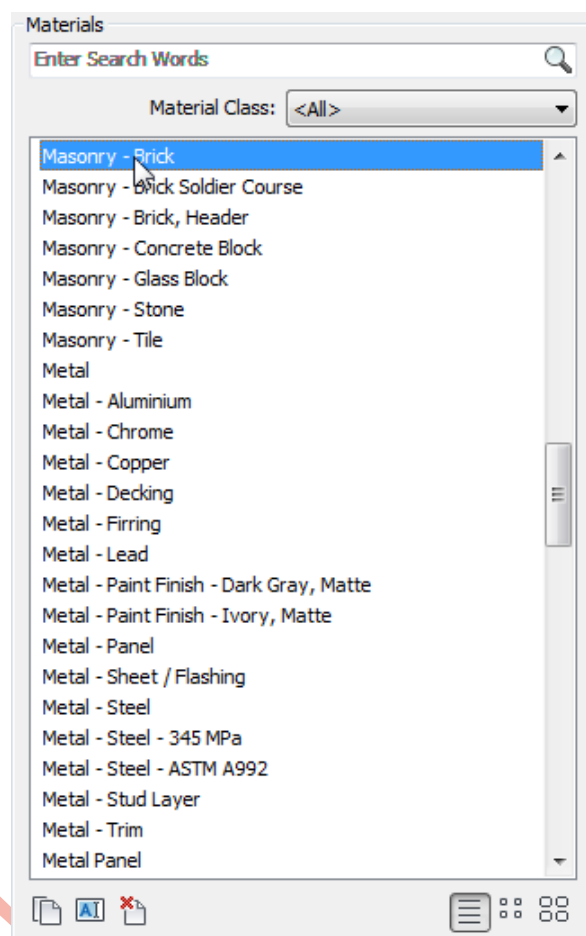 Materials
Enter Search Words
Material Class: <All>
Masonry - Brick
Masonry - Brick Soldier Course
Masonry - Brick, Header
Masonry - Concrete Block
Masonry - Glass Block
Masonry - Stone
Masonry - Tile
Metal
Metal - Aluminium
Metal - Chrome
Metal - Copper
Metal - Decking
Metal - Firring
Metal - Lead
Metal - Paint Finish - Dark Gray, Matte
Metal - Paint Finish - Ivory, Matte
Metal - Panel
Metal - Sheet / Flashing
Metal - Steel
Metal - Steel - 345 MPa
Metal - Steel - ASTM A992
Metal - Stud Layer
Metal - Trim
Metal Panel
AI